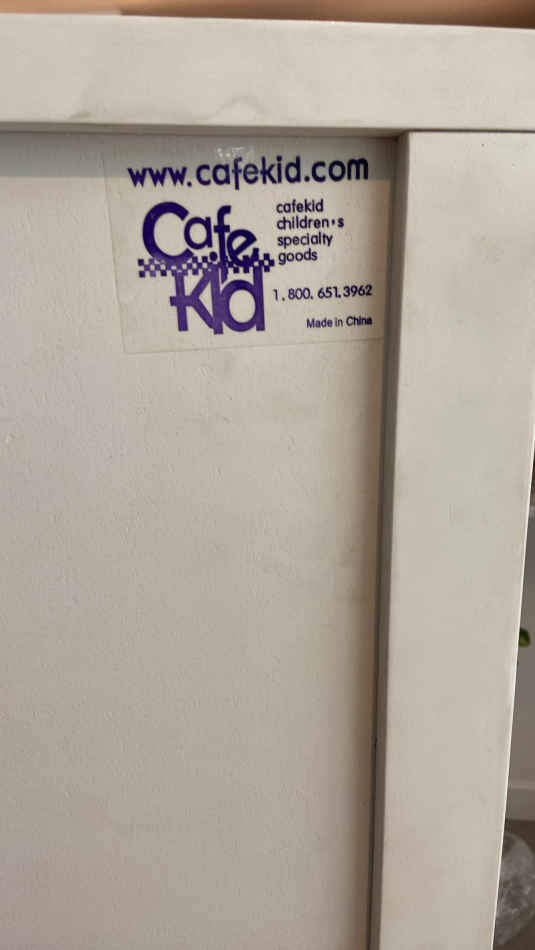 www.cafekid.com
Cafe
Kid
cafekid
children's
specialty
goods
1.800.651.3962
Made in China